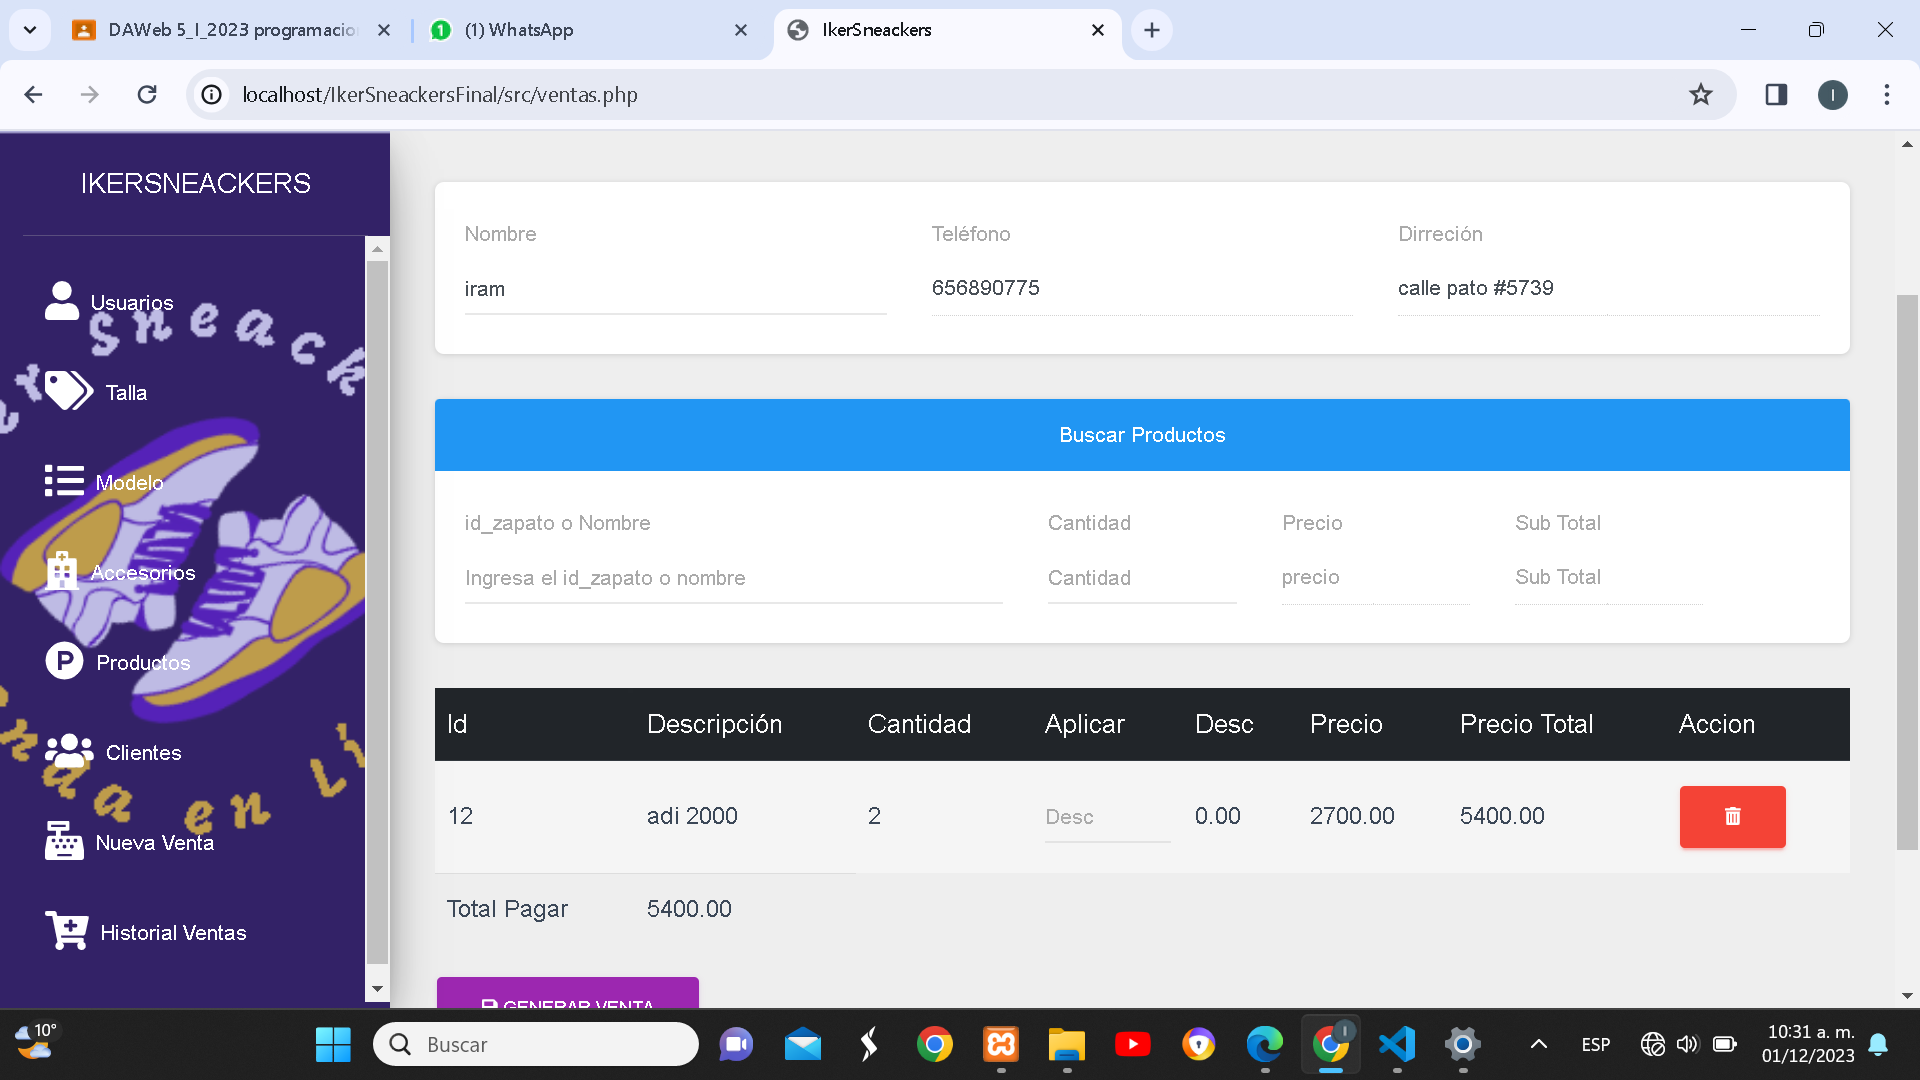 DAWeb 5_I_2023 programacio
(1) WhatsApp
IkerSneackers
localhost/IkerSneackersFinal/src/ventas.php
I
IKERSNEACKERS
Usuarios
Talla
Modelo
Accesorios
Productos
Clientes
Nueva Venta
Historial Ventas
Sneack
en
Nombre Teléfono Dirreción
iram 656890775 calle pato #5739
Buscar Productos
id_zapato o Nombre Cantidad Precio Sub Total
Ingresa el id_zapato o nombre Cantidad precio Sub Total
Id Descripción Cantidad Aplicar Desc Precio Precio Total Accion
12 adi 2000 2 Desc 0.00 2700.00 5400.00
Total Pagar 5400.00
GENERAR VENTA
10°
Buscar
ESP
10:31 a. m.
01/12/2023